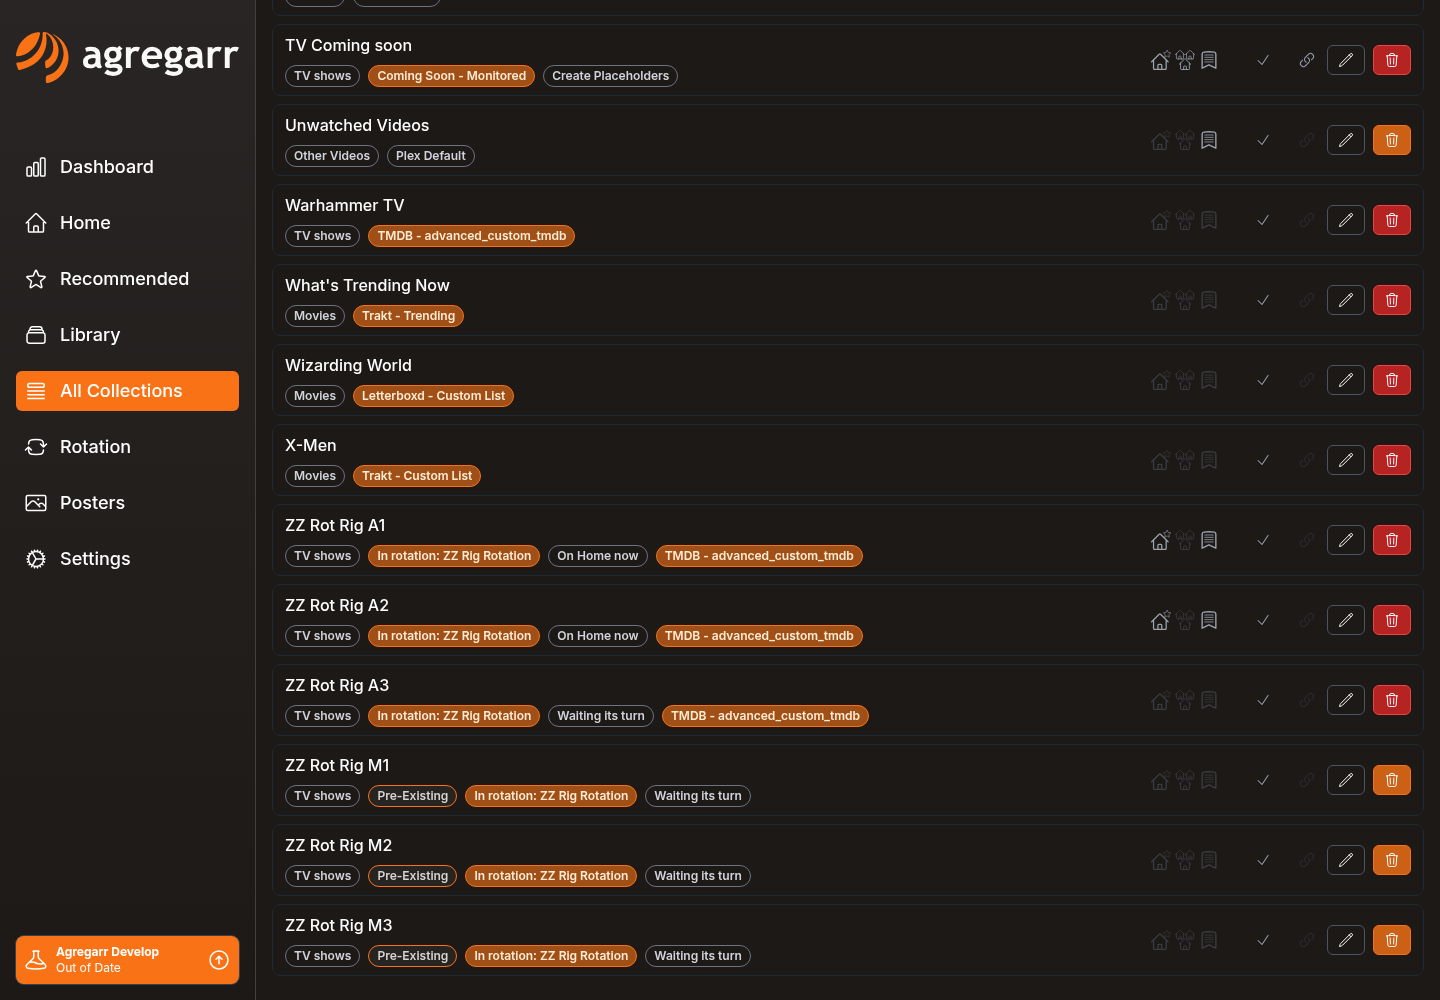 agregarr
Dashboard
Home
Recommended
Library
All Collections
Rotation
Posters
Settings
Agregarr Develop
Out of Date
TV Coming soon
TV shows Coming Soon - Monitored Create Placeholders
Unwatched Videos
Other Videos Plex Default
Warhammer TV
TV shows TMDB - advanced_custom_tmdb
What's Trending Now
Movies Trakt - Trending
Wizarding World
Movies Letterboxd - Custom List
X-Men
Movies Trakt - Custom List
ZZ Rot Rig A1
TV shows In rotation: ZZ Rig Rotation On Home now TMDB - advanced_custom_tmdb
ZZ Rot Rig A2
TV shows In rotation: ZZ Rig Rotation On Home now TMDB - advanced_custom_tmdb
ZZ Rot Rig A3
TV shows In rotation: ZZ Rig Rotation Waiting its turn TMDB - advanced_custom_tmdb
ZZ Rot Rig M1
TV shows Pre-Existing In rotation: ZZ Rig Rotation Waiting its turn
ZZ Rot Rig M2
TV shows Pre-Existing In rotation: ZZ Rig Rotation Waiting its turn
ZZ Rot Rig M3
TV shows Pre-Existing In rotation: ZZ Rig Rotation Waiting its turn